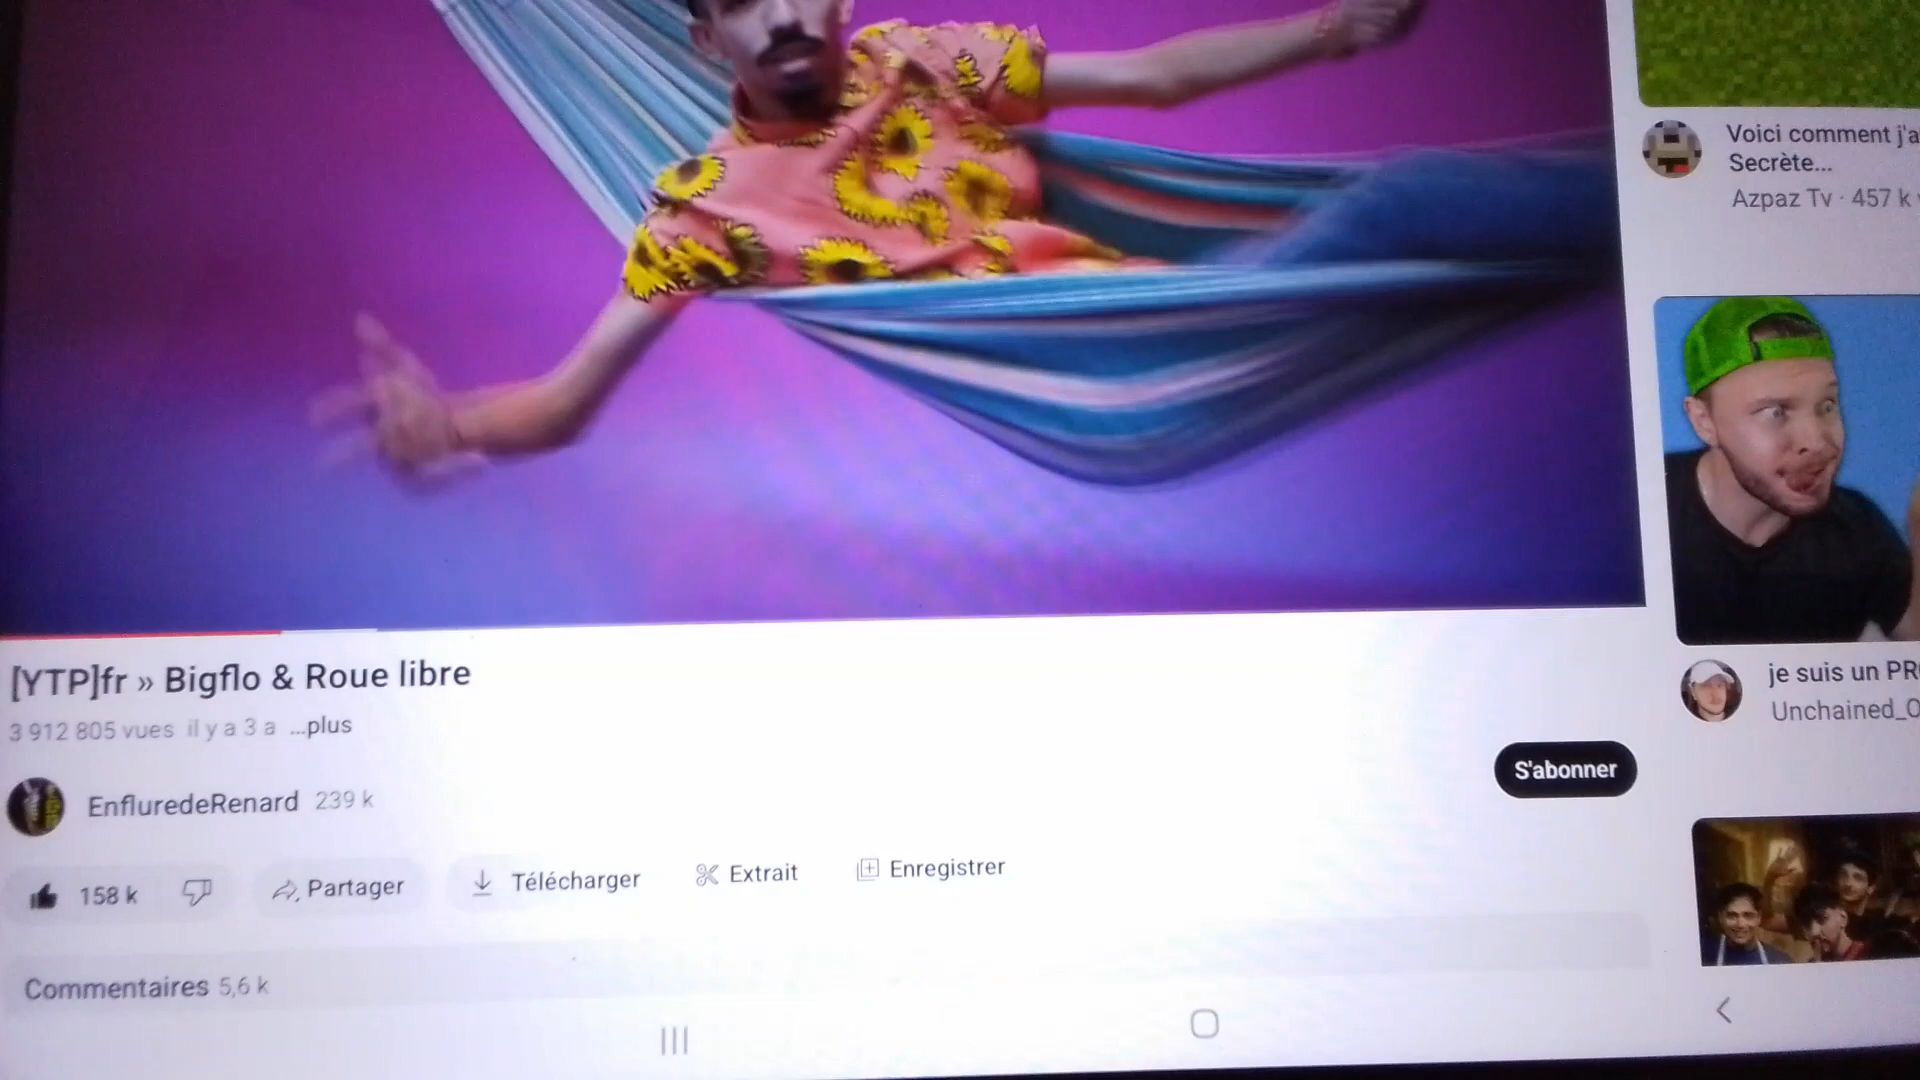 [YTP]fr » Bigflo & Roue libre
3 912 805 vues il y a 3 a ...plus
EnfluredeRenard 239 k
S'abonner
158 k
Partager
Télécharger
Extrait
Enregistrer
Commentaires 5,6 k
Voici comment j'a
Secrète...
Azpaz Tv · 457 k
je suis un PR
Unchained_